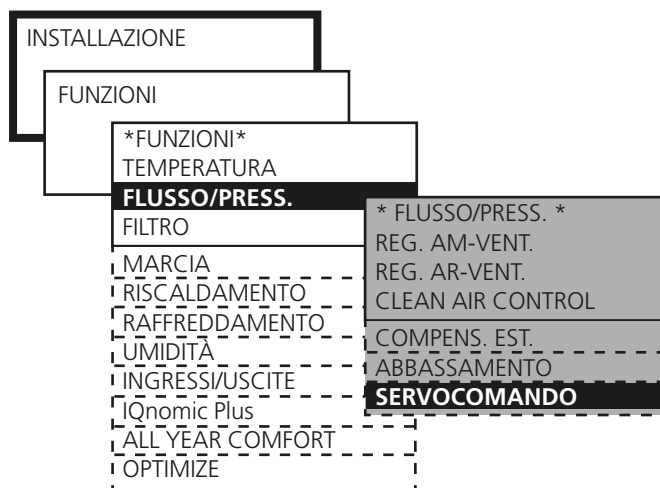 INSTALLAZIONE
FUNZIONI
*FUNZIONI*
TEMPERATURA
FLUSSO/PRESS.
FILTRO
MARCIA
RISCALDAMENTO
RAFFREDDAMENTO
UMIDITÀ
INGRESSI/USCITE
IQnomic Plus
ALL YEAR COMFORT
OPTIMIZE
* FLUSSO/PRESS. *
REG. AM-VENT.
REG. AR-VENT.
CLEAN AIR CONTROL
COMPENS. EST.
ABBASSAMENTO
SERVOCOMANDO